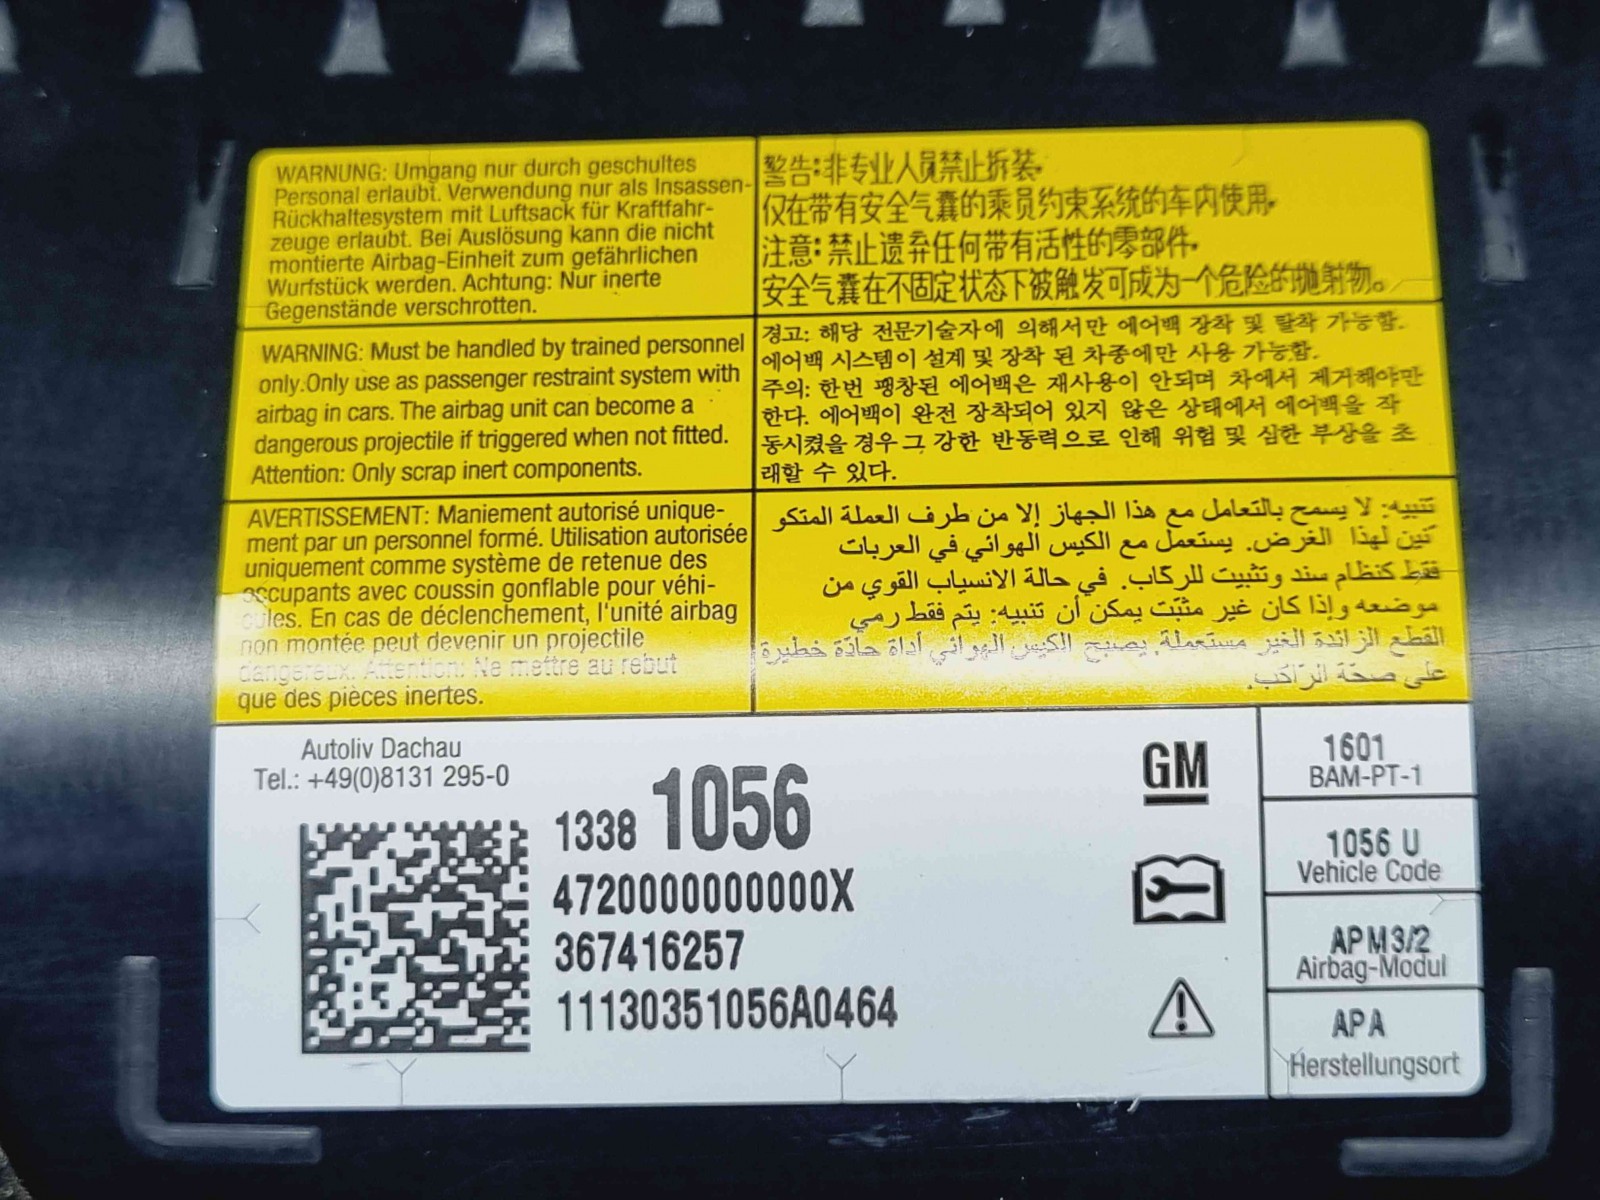 WARNUNG: Umgang nur durch geschultes
Personal erlaubt. Verwendung nur als Insassen-
Rückhaltesystem mit Luftsack für Kraftfahr-
zeuge erlaubt. Bei Auslösung kann die nicht
montierte Airbag-Einheit zum gefährlichen
Wurfstück werden. Achtung: Nur inerte
Gegenstände verschrotten.
警告:非专业人员禁止拆装.
仅在带有安全气囊的乘员约束系统的车内使用.
注意:禁止遗弃任何带有活性的零部件.
安全气囊在不固定状态下被触发可成为一个危险的抛射物。
WARNING: Must be handled by trained personnel
only.Only use as passenger restraint system with
airbag in cars. The airbag unit can become a
dangerous projectile if triggered when not fitted.
Attention: Only scrap inert components.
경고: 해당 전문기술자에 의해서만 에어백 장착 및 탈착 가능함.
에어백 시스템이 설계 및 장착 된 차종에만 사용 가능함.
주의: 한번 팽창된 에어백은 재사용이 안되며 차에서 제거해야만
한다. 에어백이 완전 장착되어 있지 않은 상태에서 에어백을 작
동시켰을 경우 그 강한 반동력으로 인해 위험 및 심한 부상을 초
래할 수 있다.
AVERTISSEMENT: Maniement autorisé unique-
ment par un personnel formé. Utilisation autorisée
uniquement comme système de retenue des
occupants avec coussin gonflable pour véhi-
cules. En cas de déclenchement, l'unité airbag
non montée peut devenir un projectile
dangereux. Attention: Ne mettre au rebut
que des pièces inertes.
تنبيه: لا يسمح بالتعامل مع هذا الجهاز إلا من طرف العملة المتكو
نين لهذا الغرض. يستعمل مع الكيس الهوائي في العربات
فقط كنظام سند وتثبيت للركاب. في حالة الانسياب القوي من
موضعه وإذا كان غير مثبت يمكن أن تنبيه: يتم فقط رمي
القطع الزائدة الغير مستعملة. يصبح الكيس الهوائي أداة حادّة خطيرة
على صحّة الرّاكب.
Autoliv Dachau
Tel.: +49(0)8131 295-0
1338 1056
4720000000000X
367416257
11130351056A0464
GM
1601
BAM-PT-1
1056 U
Vehicle Code
APM3/2
Airbag-Modul
APA
Herstellungsort